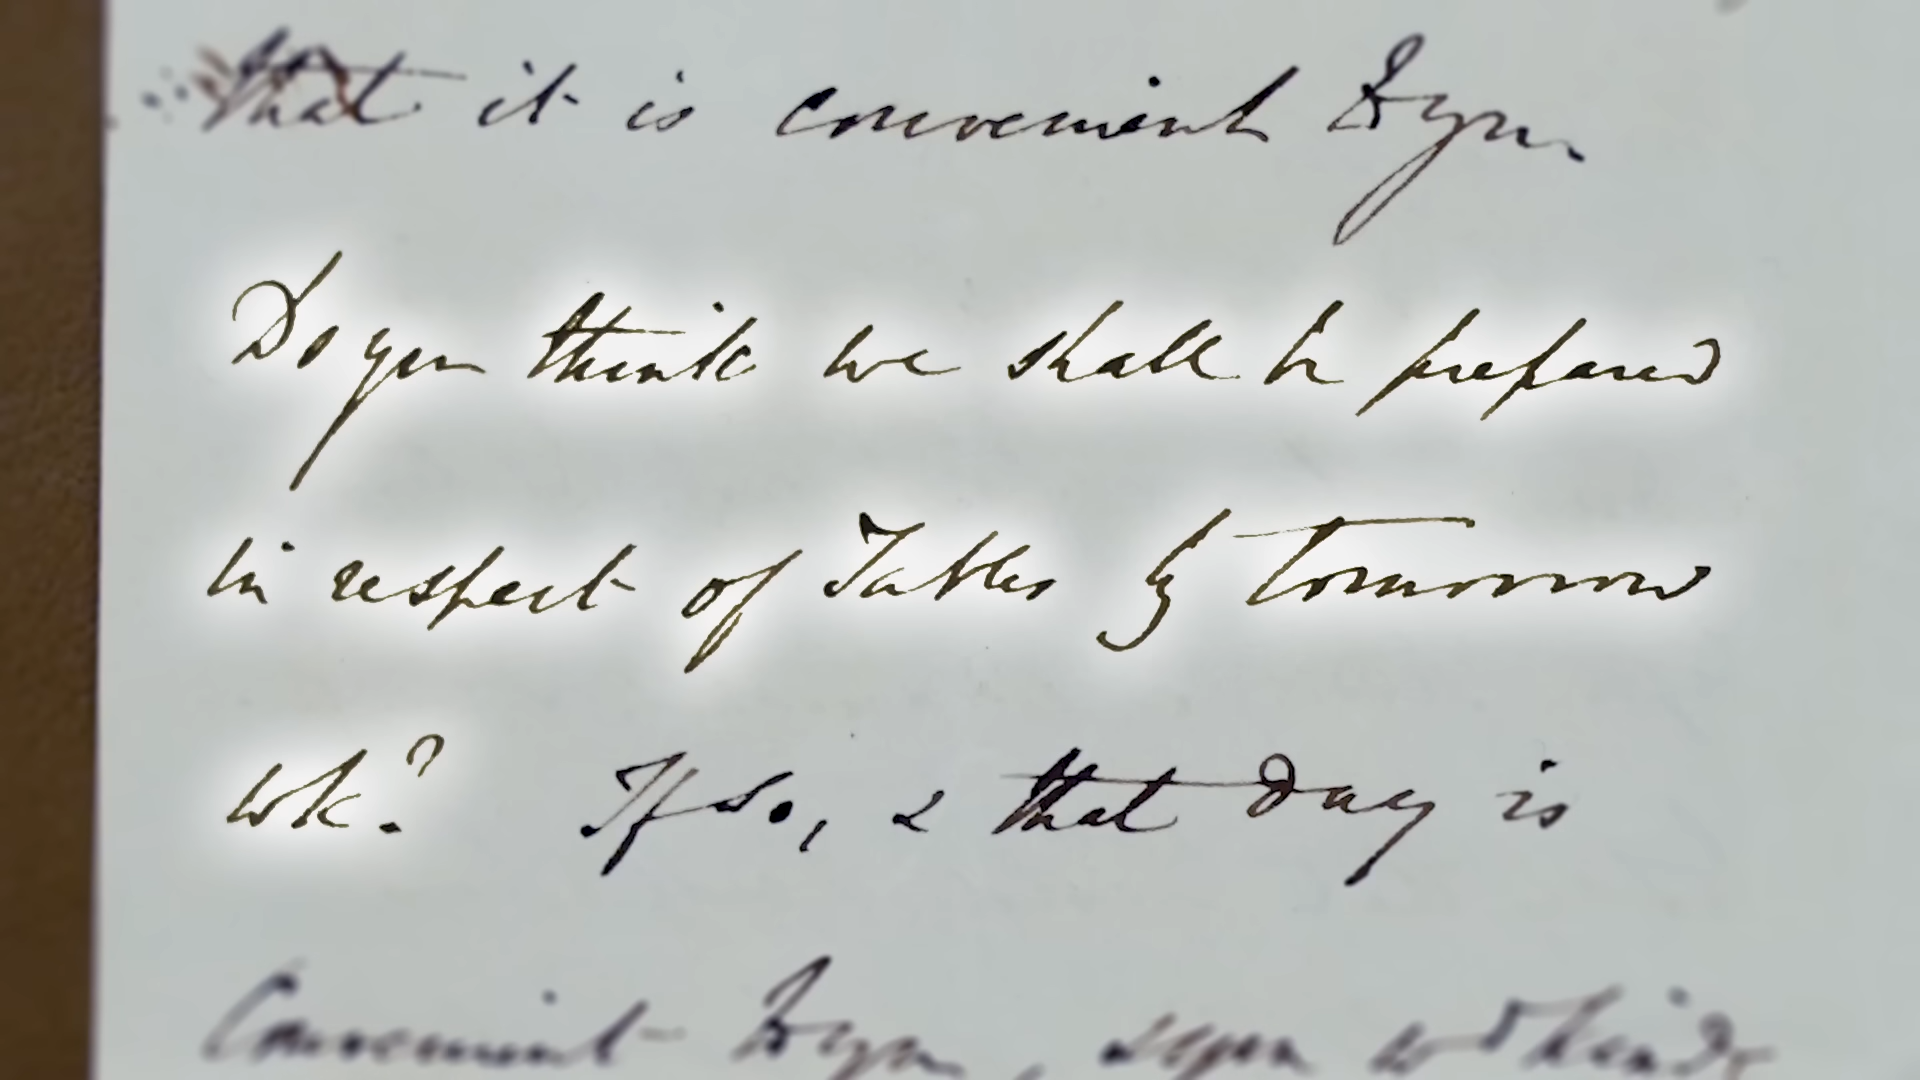 that it is convenient to you
Do you think we shall be prepared
in respect of Tables by tomorrow
wk? If so, & that day is
Convenient to you, & you wd kindly